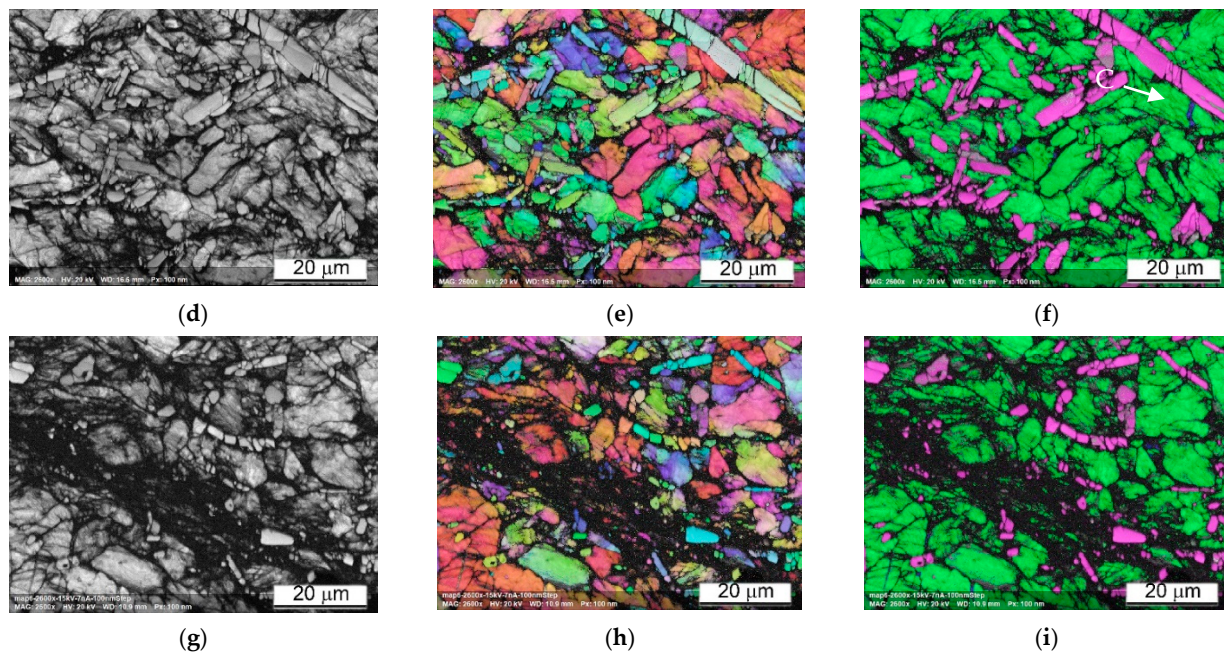 C
20 μm
MAG: 2600x HV: 20 kV WD: 16.5 mm Px: 100 nm
20 μm
MAG: 2600x HV: 20 kV WD: 16.5 mm Px: 100 nm
20 μm
MAG: 2600x HV: 20 kV WD: 16.5 mm Px: 100 nm
(d)
(e)
(f)
20 μm
map6-2600x-15kV-7nA-100nmStep
MAG: 2600x HV: 20 kV WD: 10.9 mm Px: 100 nm
20 μm
map6-2600x-15kV-7nA-100nmStep
MAG: 2600x HV: 20 kV WD: 10.9 mm Px: 100 nm
20 μm
map6-2600x-15kV-7nA-100nmStep
MAG: 2600x HV: 20 kV WD: 10.9 mm Px: 100 nm
(g)
(h)
(i)